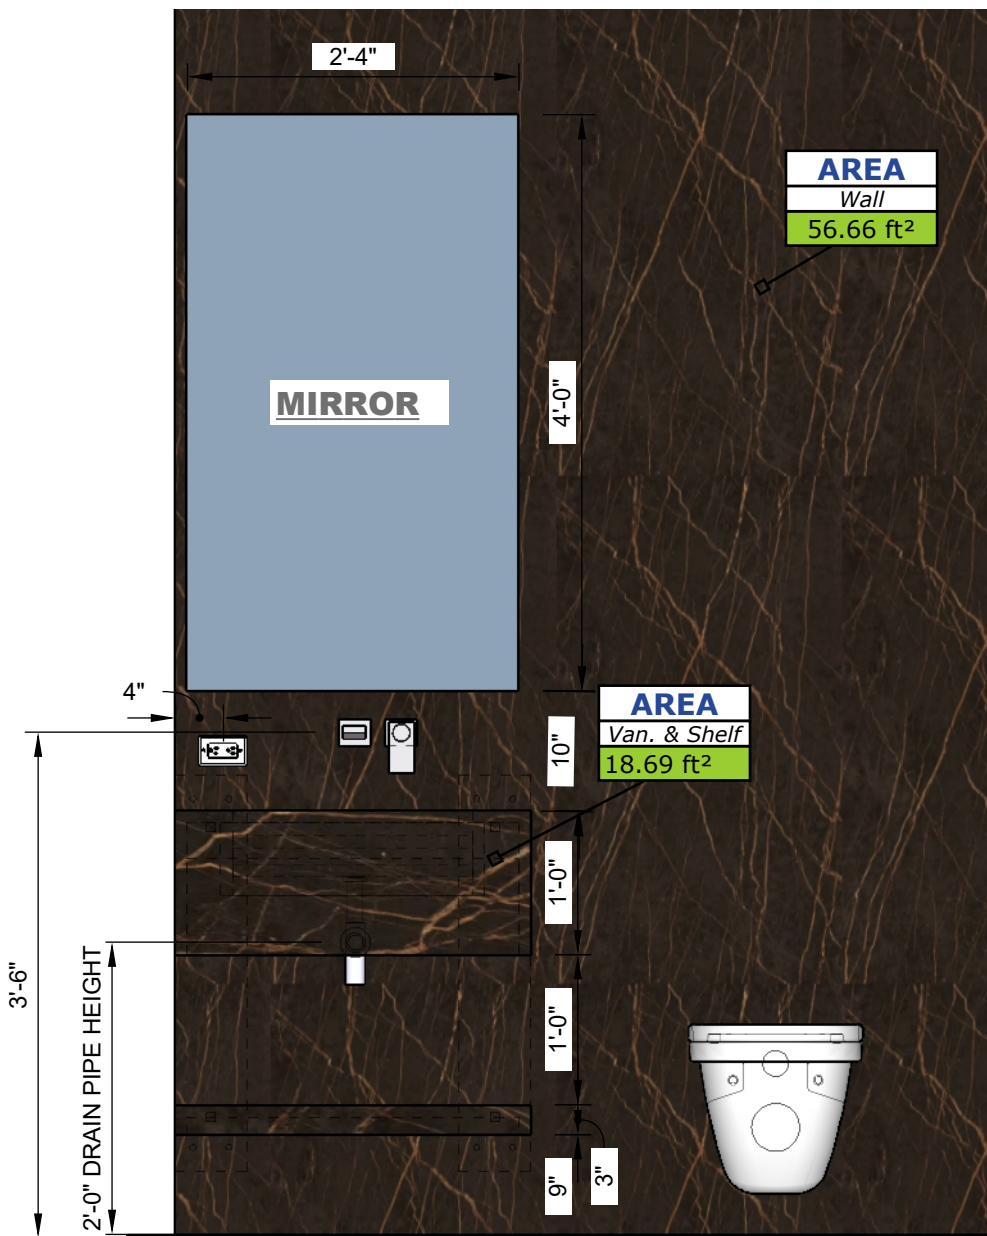 2'-4"
AREA
Wall
56.66 ft²
4'-0"
MIRROR
4"
AREA
Van. & Shelf
18.69 ft²
10"
1'-0"
3'-6"
2'-0" DRAIN PIPE HEIGHT
1'-0"
9"
3"